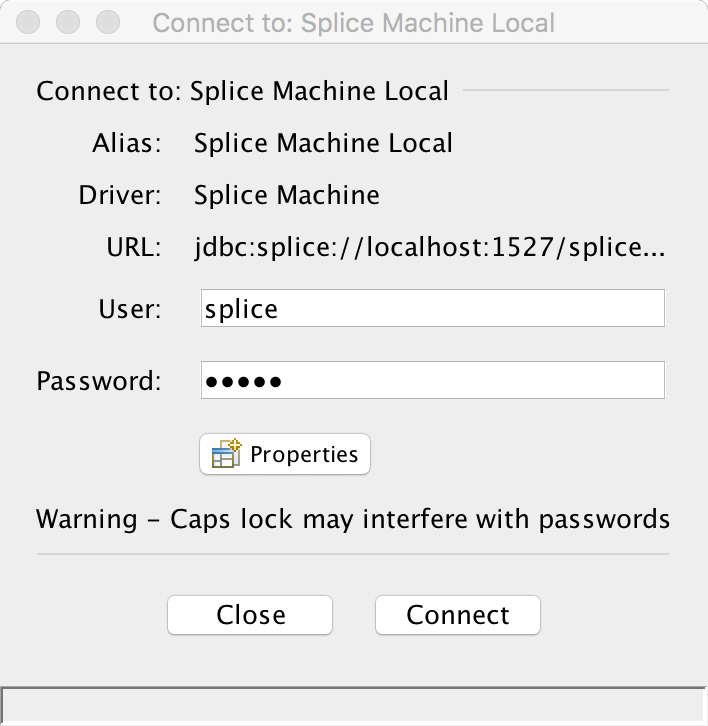 Connect to: Splice Machine Local
Connect to: Splice Machine Local
Alias: Splice Machine Local
Driver: Splice Machine
URL: jdbc:splice://localhost:1527/splice...
User: splice
Password: •••••
Properties
Warning – Caps lock may interfere with passwords
Close Connect